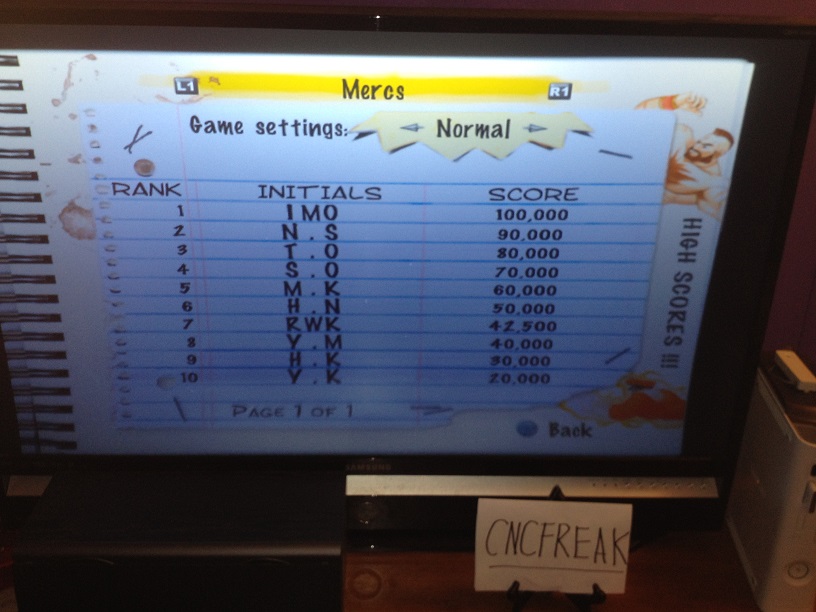 L1 Mercs R1
Game settings: Normal
RANK INITIALS SCORE
1 IMO 100,000
2 N.S 90,000
3 T.O 80,000
4 S.O 70,000
5 M.K 60,000
6 H.N 50,000
7 RWK 42,500
8 Y.M 40,000
9 H.K 30,000
10 Y.K 20,000
PAGE 1 OF 1
Back
HIGH SCORES !!!
SAMSUNG
CNCFREAK